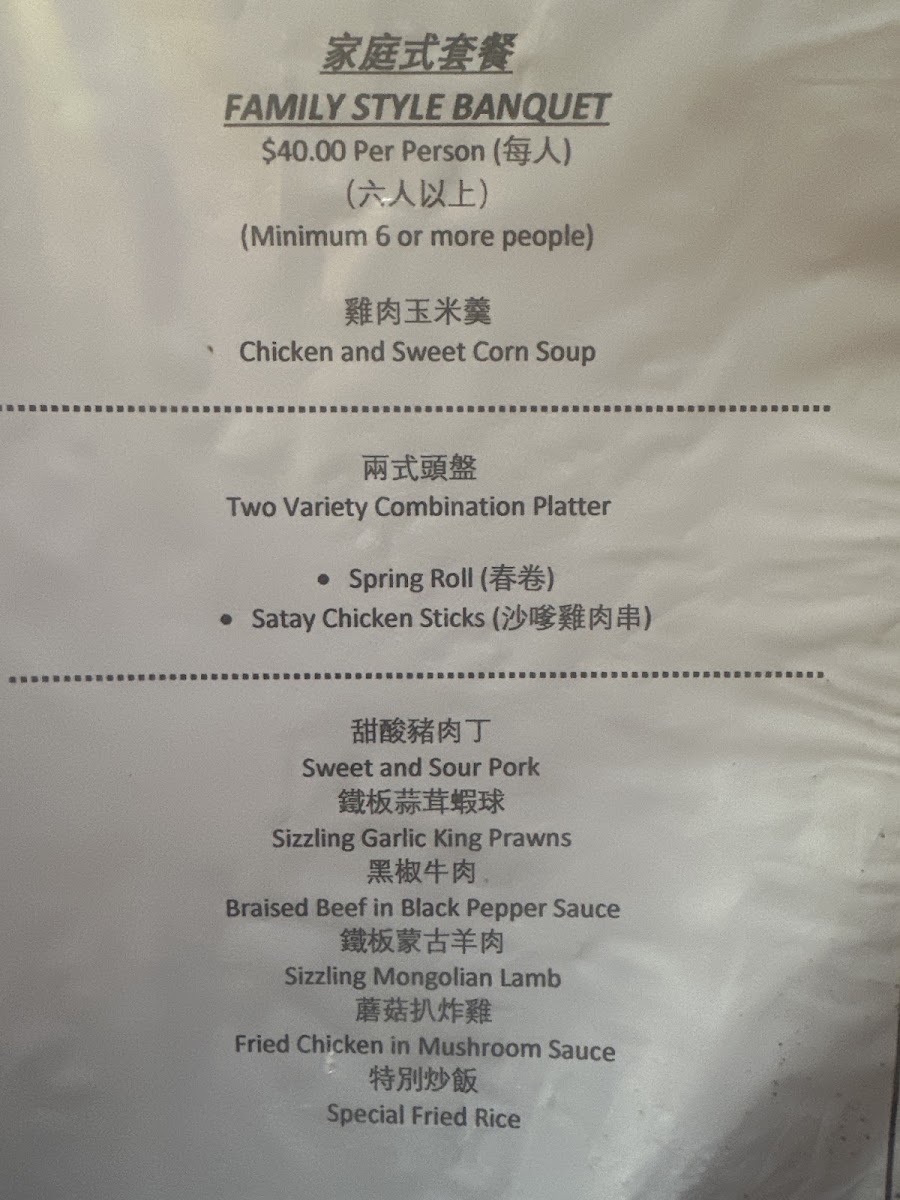 家庭式套餐
FAMILY STYLE BANQUET
$40.00 Per Person (每人)
(六人以上)
(Minimum 6 or more people)
雞肉玉米羹
Chicken and Sweet Corn Soup
兩式頭盤
Two Variety Combination Platter
• Spring Roll (春卷)
• Satay Chicken Sticks (沙嗲雞肉串)
甜酸豬肉丁
Sweet and Sour Pork
鐵板蒜茸蝦球
Sizzling Garlic King Prawns
黑椒牛肉
Braised Beef in Black Pepper Sauce
鐵板蒙古羊肉
Sizzling Mongolian Lamb
蘑菇扒炸雞
Fried Chicken in Mushroom Sauce
特別炒飯
Special Fried Rice